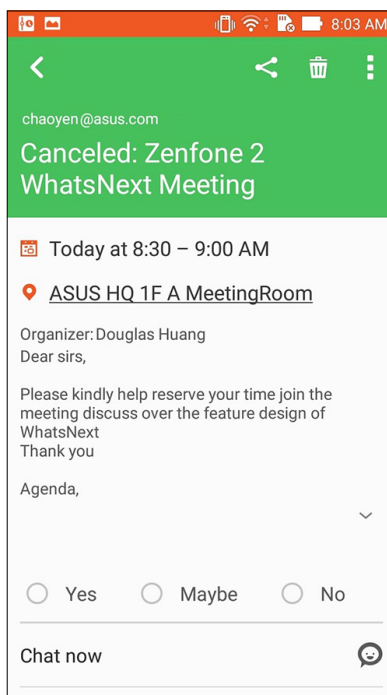 8:03 AM
chaoyen@asus.com
Canceled: Zenfone 2
WhatsNext Meeting
Today at 8:30 – 9:00 AM
ASUS HQ 1F A MeetingRoom
Organizer:Douglas Huang
Dear sirs,
Please kindly help reserve your time join the
meeting discuss over the feature design of
WhatsNext
Thank you
Agenda,
Yes Maybe No
Chat now